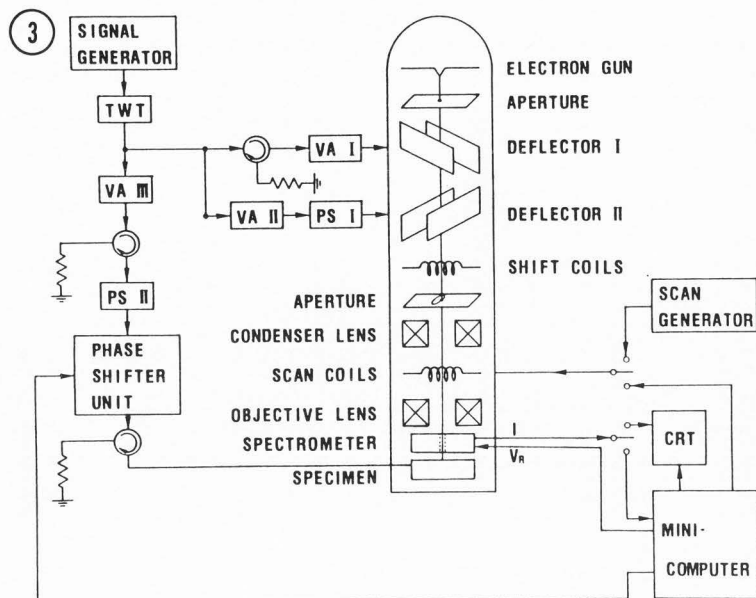 3
SIGNAL
GENERATOR
TWT
VA III
PS II
PHASE
SHIFTER
UNIT
VA I
VA II
PS I
ELECTRON GUN
APERTURE
DEFLECTOR I
DEFLECTOR II
SHIFT COILS
APERTURE
CONDENSER LENS
SCAN COILS
OBJECTIVE LENS
SPECTROMETER
SPECIMEN
SCAN
GENERATOR
I
VR
CRT
MINI-
COMPUTER